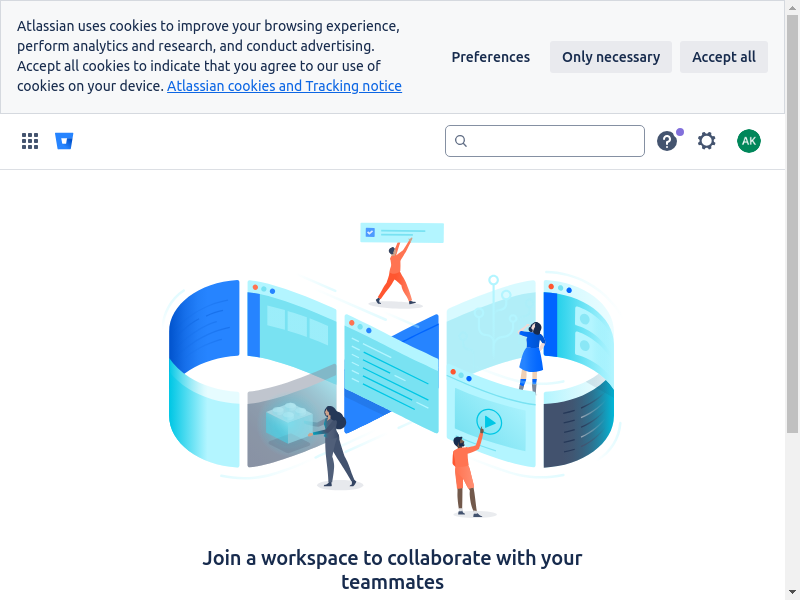 Atlassian uses cookies to improve your browsing experience,
perform analytics and research, and conduct advertising.
Accept all cookies to indicate that you agree to our use of
cookies on your device. Atlassian cookies and Tracking notice
Preferences
Only necessary
Accept all
AK
Join a workspace to collaborate with your
teammates